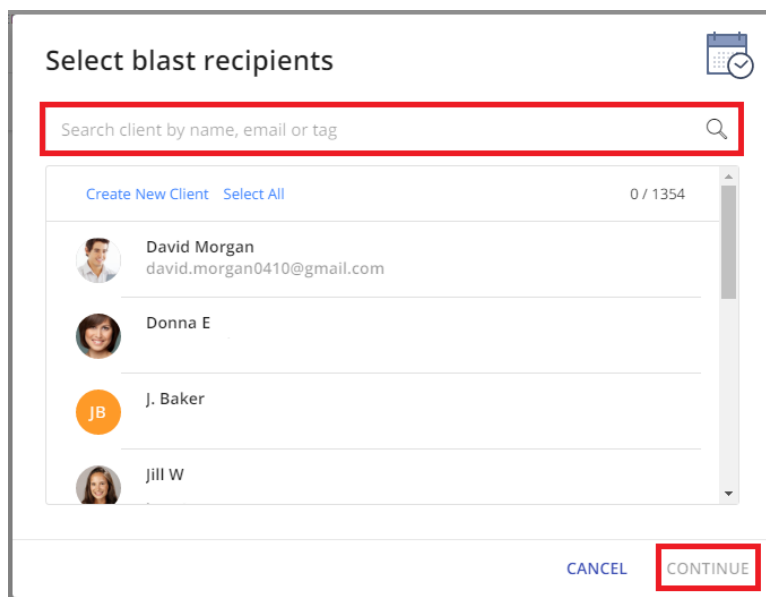 Select blast recipients
Search client by name, email or tag
Create New Client Select All 0 / 1354
David Morgan
david.morgan0410@gmail.com
Donna E
JB
J. Baker
Jill W
CANCEL CONTINUE